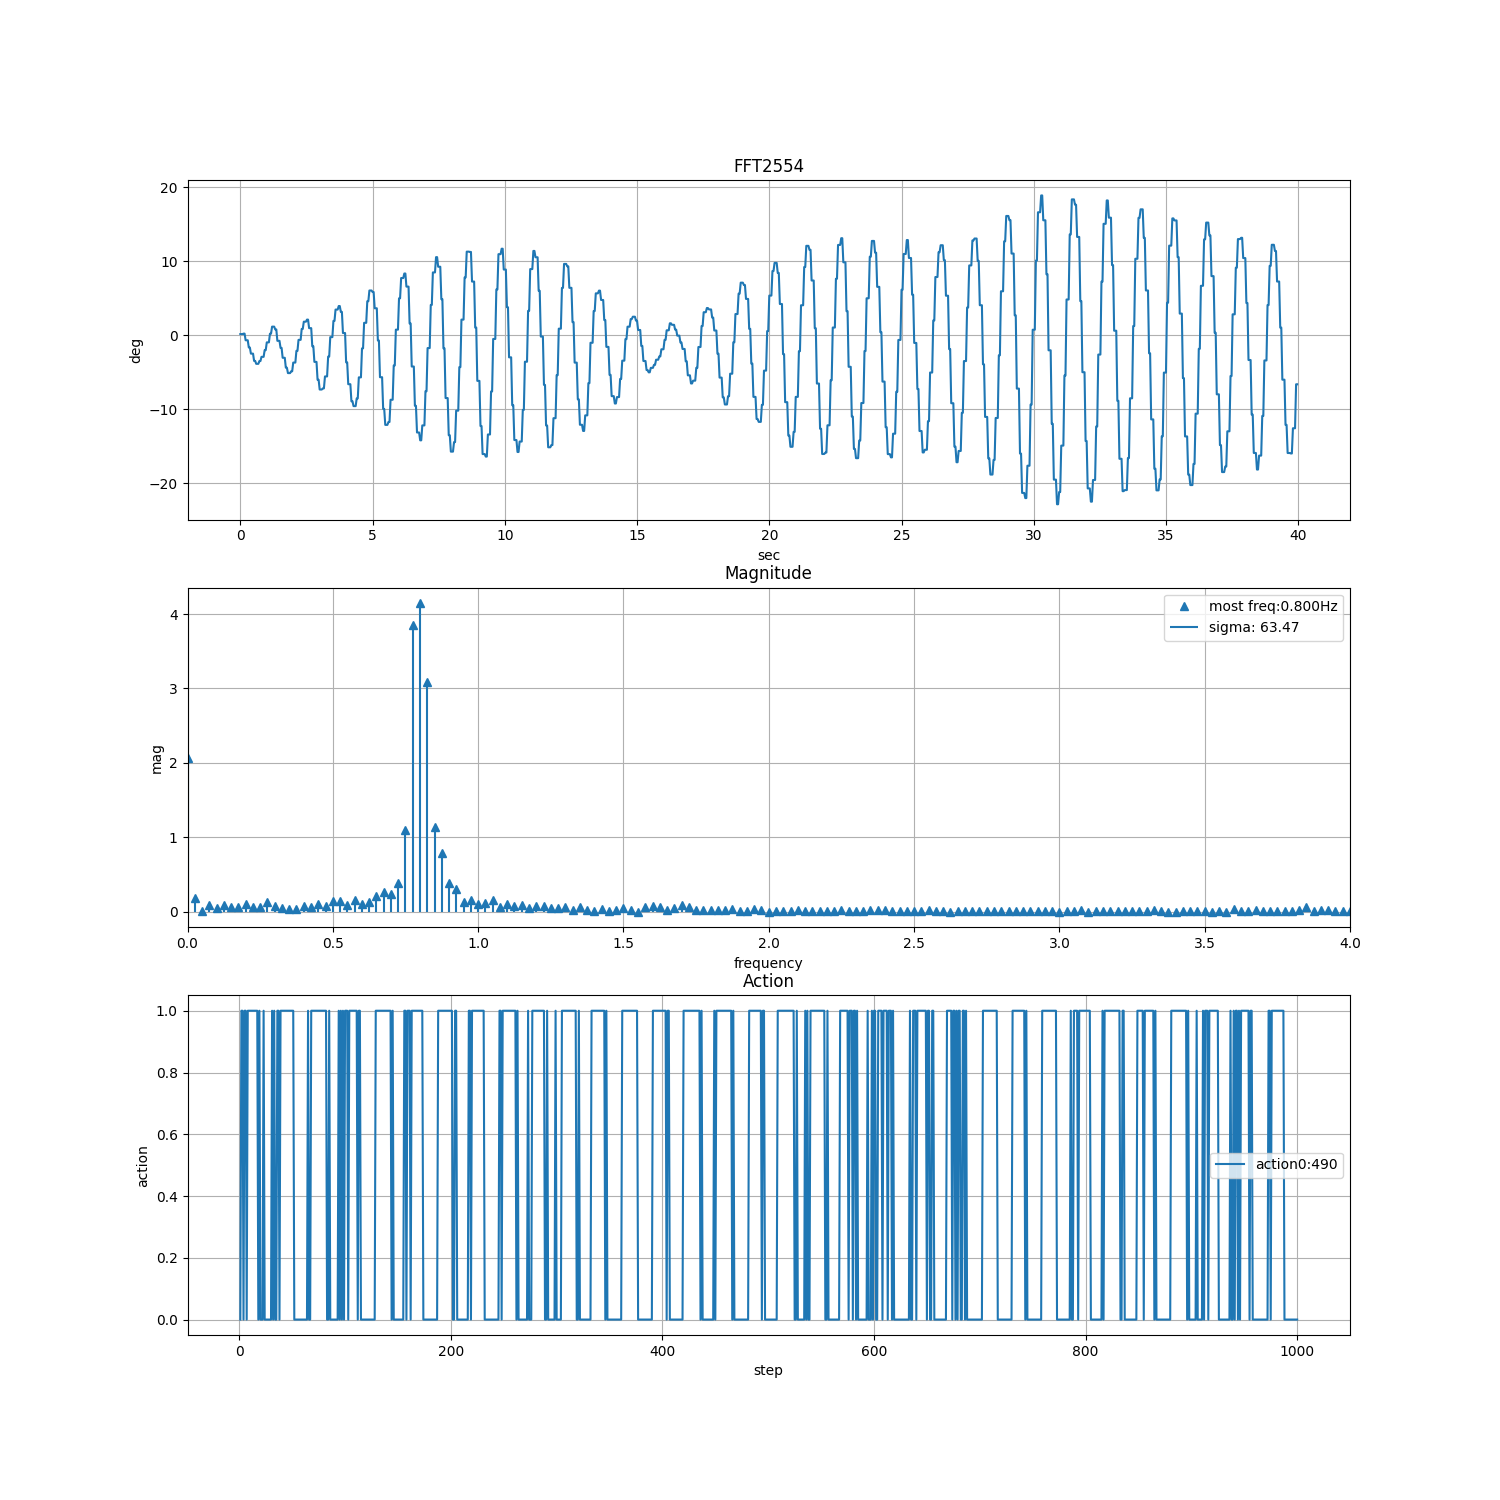 FFT2554
20
10
0
−10
−20
deg
0 5 10 15 20 25 30 35 40
sec
Magnitude
4
3
2
1
0
mag
most freq:0.800Hz
sigma: 63.47
0.0 0.5 1.0 1.5 2.0 2.5 3.0 3.5 4.0
frequency
Action
1.0
0.8
0.6
0.4
0.2
0.0
action
action0:490
0 200 400 600 800 1000
step